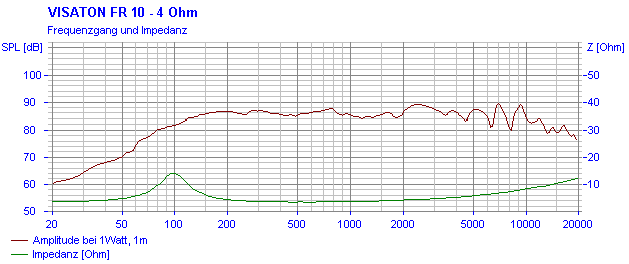 VISATON FR 10 - 4 Ohm
Frequenzgang und Impedanz
SPL [dB] Z [Ohm]
100 50
90 40
80 30
70 20
60 10
50
20 50 100 200 500 1000 2000 5000 10000 20000
Amplitude bei 1Watt, 1m
Impedanz [Ohm]